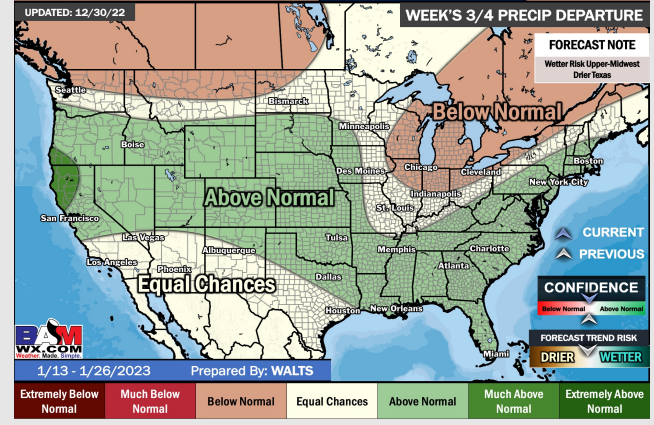 UPDATED: 12/30/22
WEEK'S 3/4 PRECIP DEPARTURE
FORECAST NOTE
Wetter Risk Upper-Midwest
Drier Texas
Seattle
Bismarck
Below Normal
Minneapolis
Boise
Boston
Des Moines
Chicago
Cleveland
New York City
Above Normal
Indianapolis
St. Louis
San Francisco
CURRENT
Las Vegas
Tulsa
Albuquerque
Memphis
Charlotte
PREVIOUS
Los Angeles
Phoenix
Atlanta
Equal Chances
Dallas
CONFIDENCE
Houston
New Orleans
Below Normal
Above Normal
BAM
WX.COM
Weather. Made. Simple.
FORECAST TREND RISK
Miami
DRIER
WETTER
1/13 - 1/26/2023
Prepared By: WALTS
Extremely Below
Normal
Much Below
Normal
Below Normal
Equal Chances
Above Normal
Much Above
Normal
Extremely Above
Normal